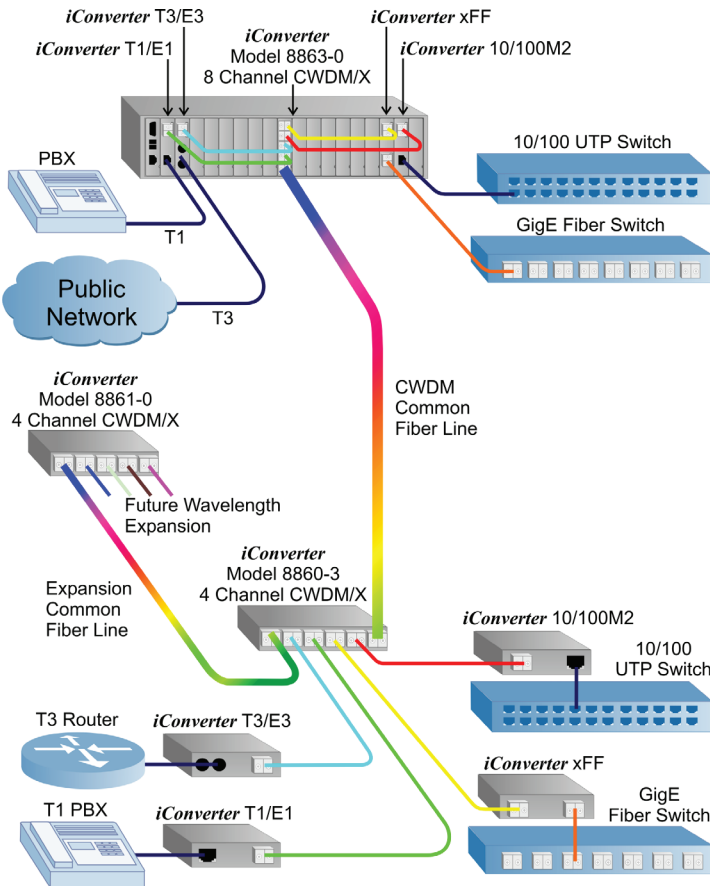 iConverter T3/E3
iConverter xFF
iConverter T1/E1
iConverter
Model 8863-0
8 Channel CWDM/X
iConverter 10/100M2
PBX
10/100 UTP Switch
T1
GigE Fiber Switch
Public
Network
T3
iConverter
Model 8861-0
4 Channel CWDM/X
CWDM
Common
Fiber Line
Future Wavelength
Expansion
iConverter
Model 8860-3
4 Channel CWDM/X
Expansion
Common
Fiber Line
iConverter 10/100M2
10/100
UTP Switch
T3 Router
iConverter T3/E3
iConverter xFF
GigE
Fiber Switch
T1 PBX
iConverter T1/E1